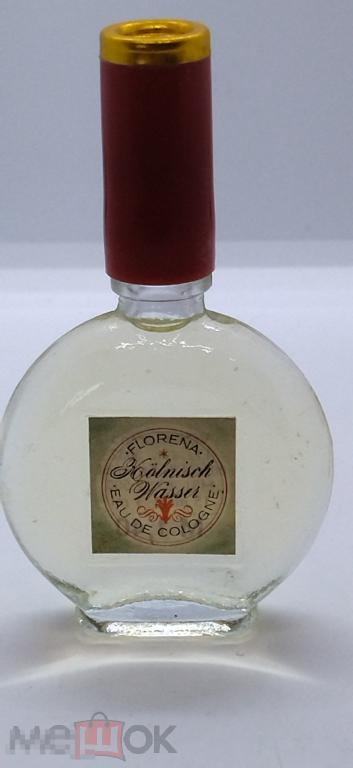 ·FLORENA·
Kölnisch
Wasser
EAU DE COLOGNE
мешок